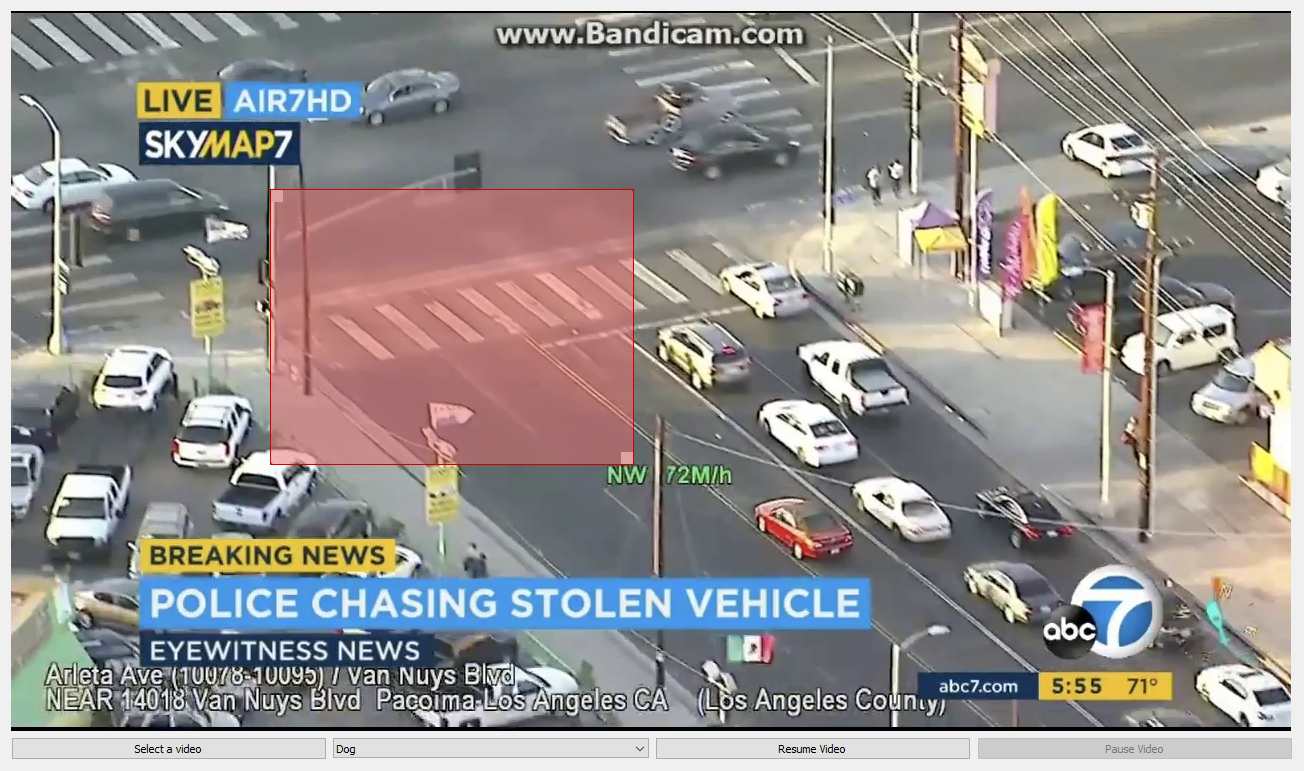 www.Bandicam.com
LIVE AIR7HD
SKYMAP7
NW 72M/h
BREAKING NEWS
POLICE CHASING STOLEN VEHICLE
EYEWITNESS NEWS
abc 7
Arleta Ave (10078-10095) / Van Nuys Blvd
NEAR 14018 Van Nuys Blvd Pacoima Los Angeles CA (Los Angeles County)
abc7.com 5:55 71°
Select a video
Dog
Resume Video
Pause Video